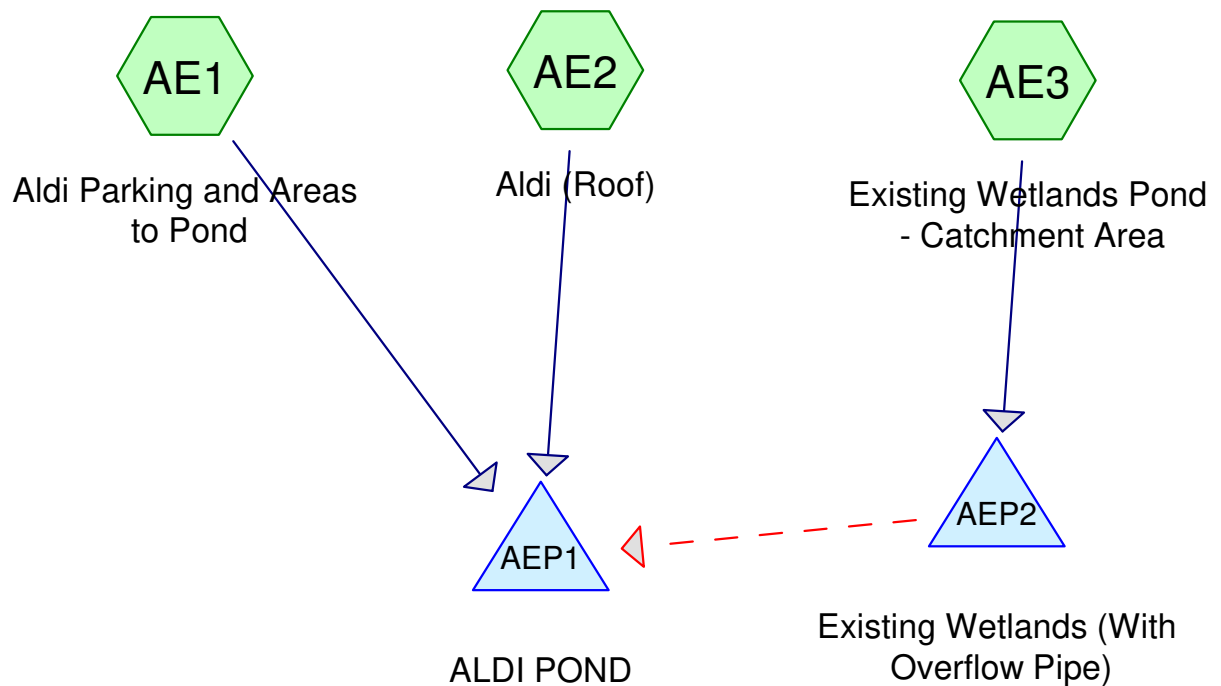 AE1
AE2
AE3
Aldi Parking and Areas
to Pond
Aldi (Roof)
Existing Wetlands Pond
- Catchment Area
AEP1
AEP2
ALDI POND
Existing Wetlands (With
Overflow Pipe)